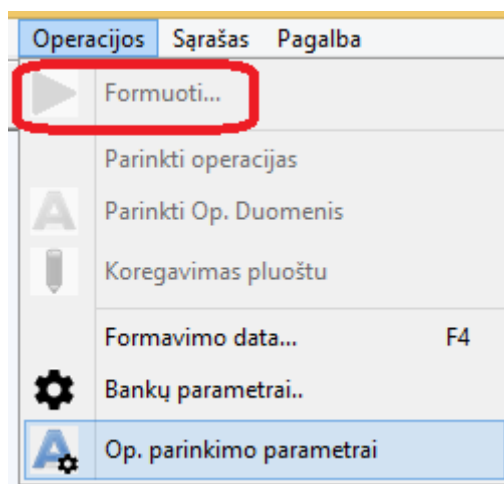 Operacijos Sąrašas Pagalba
Formuoti...
Parinkti operacijas
Parinkti Op. Duomenis
Koregavimas pluoštu
Formavimo data... F4
Bankų parametrai..
Op. parinkimo parametrai